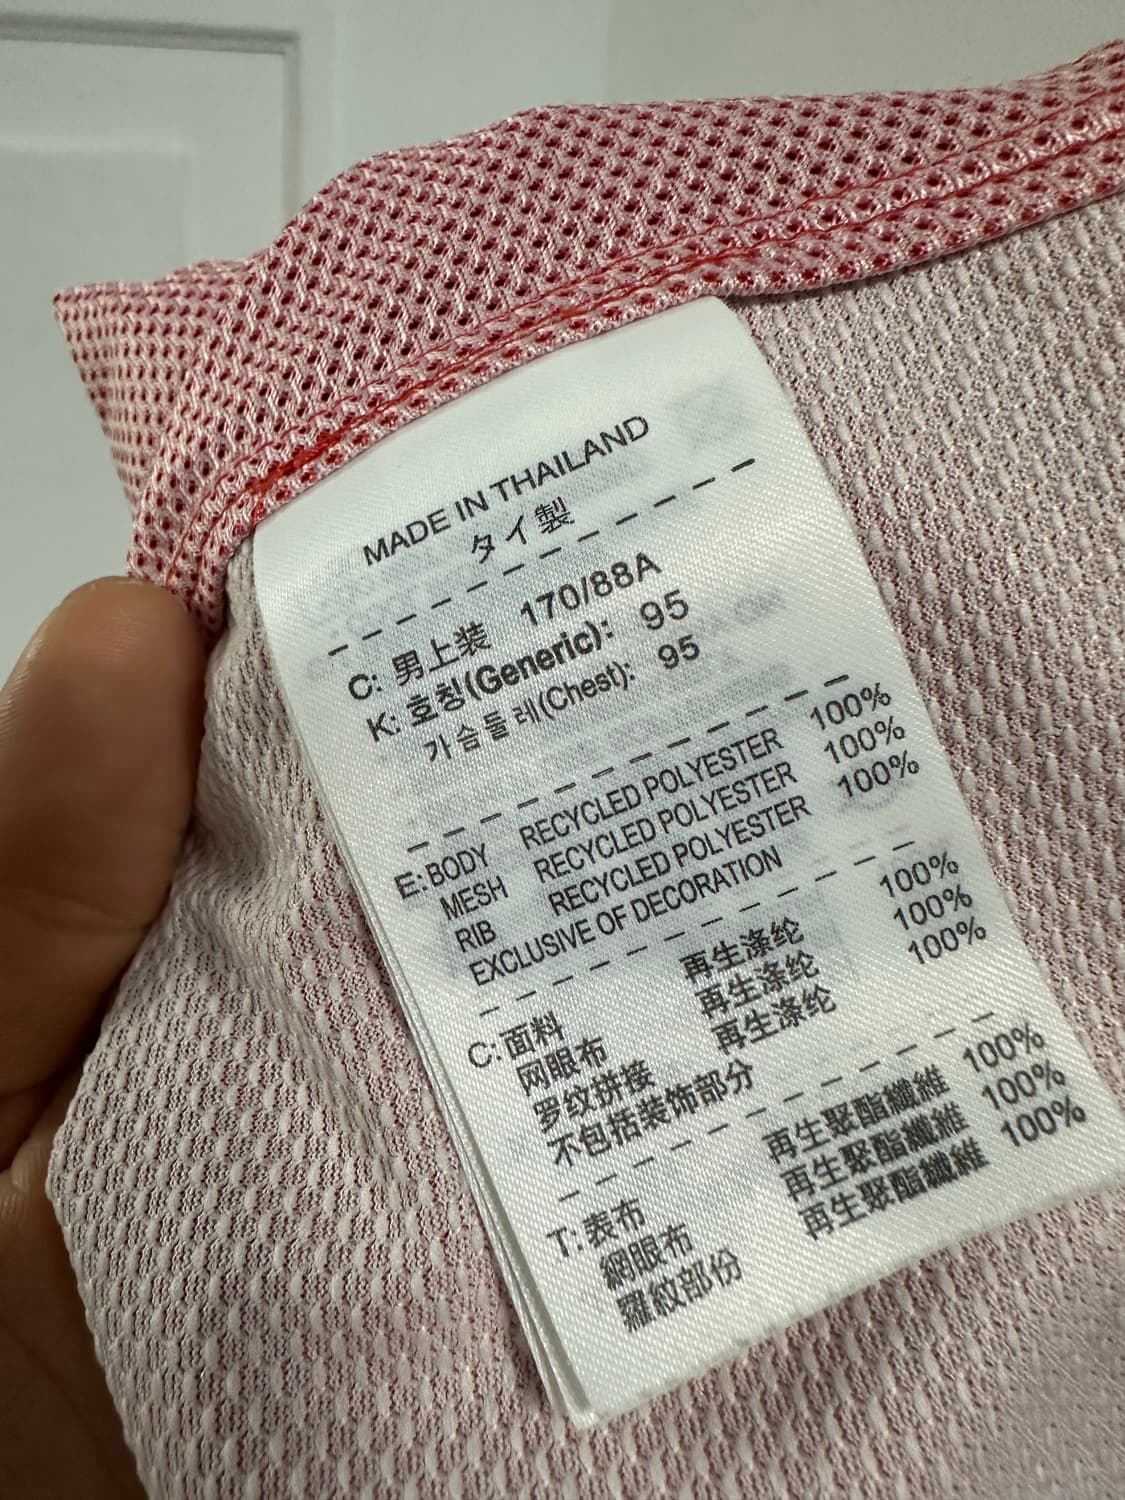 MADE IN THAILAND
タイ製
C: 男上装 170/88A
K: 호칭(Generic): 95
가슴둘레(Chest): 95
E: BODY RECYCLED POLYESTER 100%
MESH RECYCLED POLYESTER 100%
RIB RECYCLED POLYESTER 100%
EXCLUSIVE OF DECORATION
C: 面料 再生涤纶 100%
网眼布 再生涤纶 100%
罗纹拼接 再生涤纶 100%
不包括装饰部分
T: 表布 再生聚酯纖維 100%
網眼布 再生聚酯纖維 100%
羅紋部份 再生聚酯纖維 100%